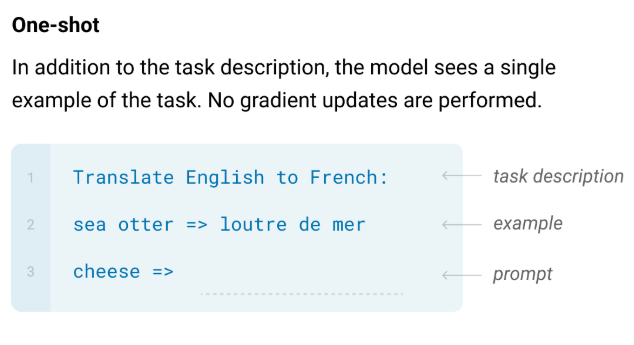 One-shot
In addition to the task description, the model sees a single
example of the task. No gradient updates are performed.
1 Translate English to French: task description
2 sea otter => loutre de mer example
3 cheese => prompt